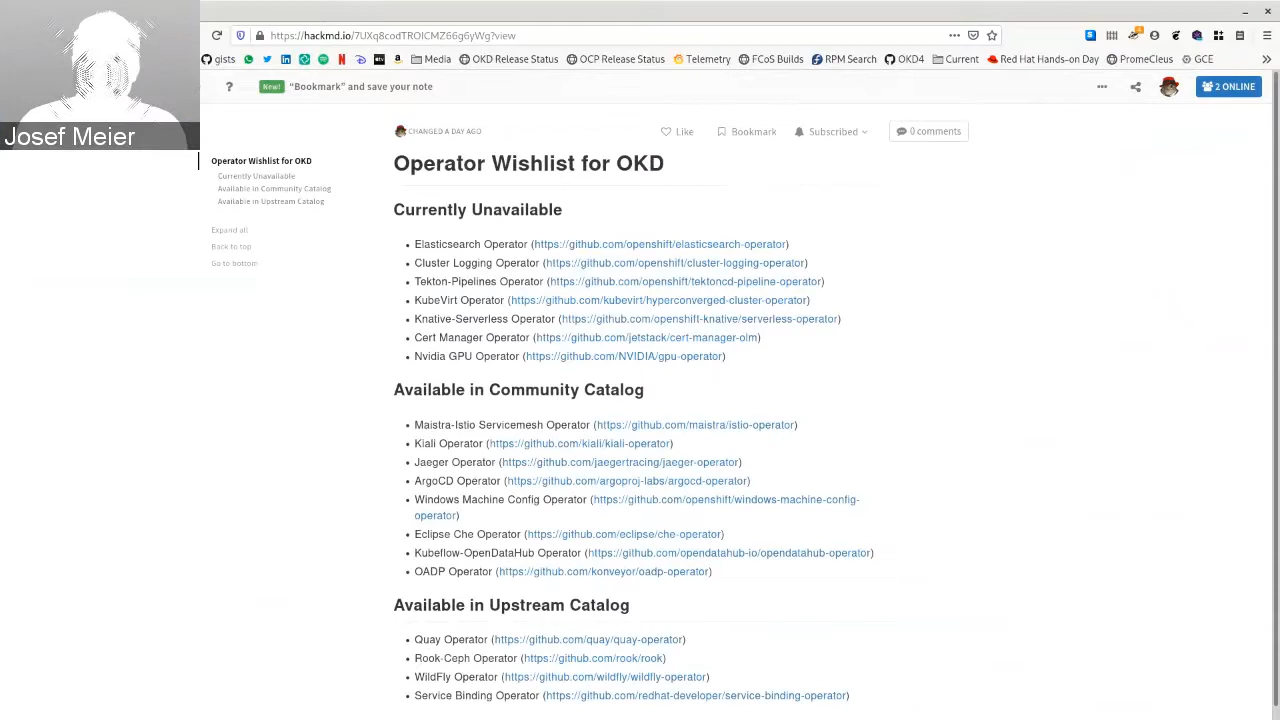 Josef Meier
https://hackmd.io/7UXq8codTROlCMZ66g6yWg?view
gists
Media
OKD Release Status
OCP Release Status
Telemetry
FCoS Builds
RPM Search
OKD4
Current
Red Hat Hands-on Day
PromeCleus
GCE
New!
“Bookmark” and save your note
2 ONLINE
CHANGED A DAY AGO
Like
Bookmark
Subscribed
0 comments
Operator Wishlist for OKD
Currently Unavailable
Available in Community Catalog
Available in Upstream Catalog
Expand all
Back to top
Go to bottom
Operator Wishlist for OKD
Currently Unavailable
• Elasticsearch Operator (https://github.com/openshift/elasticsearch-operator)
• Cluster Logging Operator (https://github.com/openshift/cluster-logging-operator)
• Tekton-Pipelines Operator (https://github.com/openshift/tektoncd-pipeline-operator)
• KubeVirt Operator (https://github.com/kubevirt/hyperconverged-cluster-operator)
• Knative-Serverless Operator (https://github.com/openshift-knative/serverless-operator)
• Cert Manager Operator (https://github.com/jetstack/cert-manager-olm)
• Nvidia GPU Operator (https://github.com/NVIDIA/gpu-operator)
Available in Community Catalog
• Maistra-Istio Servicemesh Operator (https://github.com/maistra/istio-operator)
• Kiali Operator (https://github.com/kiali/kiali-operator)
• Jaeger Operator (https://github.com/jaegertracing/jaeger-operator)
• ArgoCD Operator (https://github.com/argoproj-labs/argocd-operator)
• Windows Machine Config Operator (https://github.com/openshift/windows-machine-config-
operator)
• Eclipse Che Operator (https://github.com/eclipse/che-operator)
• Kubeflow-OpenDataHub Operator (https://github.com/opendatahub-io/opendatahub-operator)
• OADP Operator (https://github.com/konveyor/oadp-operator)
Available in Upstream Catalog
• Quay Operator (https://github.com/quay/quay-operator)
• Rook-Ceph Operator (https://github.com/rook/rook)
• WildFly Operator (https://github.com/wildfly/wildfly-operator)
• Service Binding Operator (https://github.com/redhat-developer/service-binding-operator)